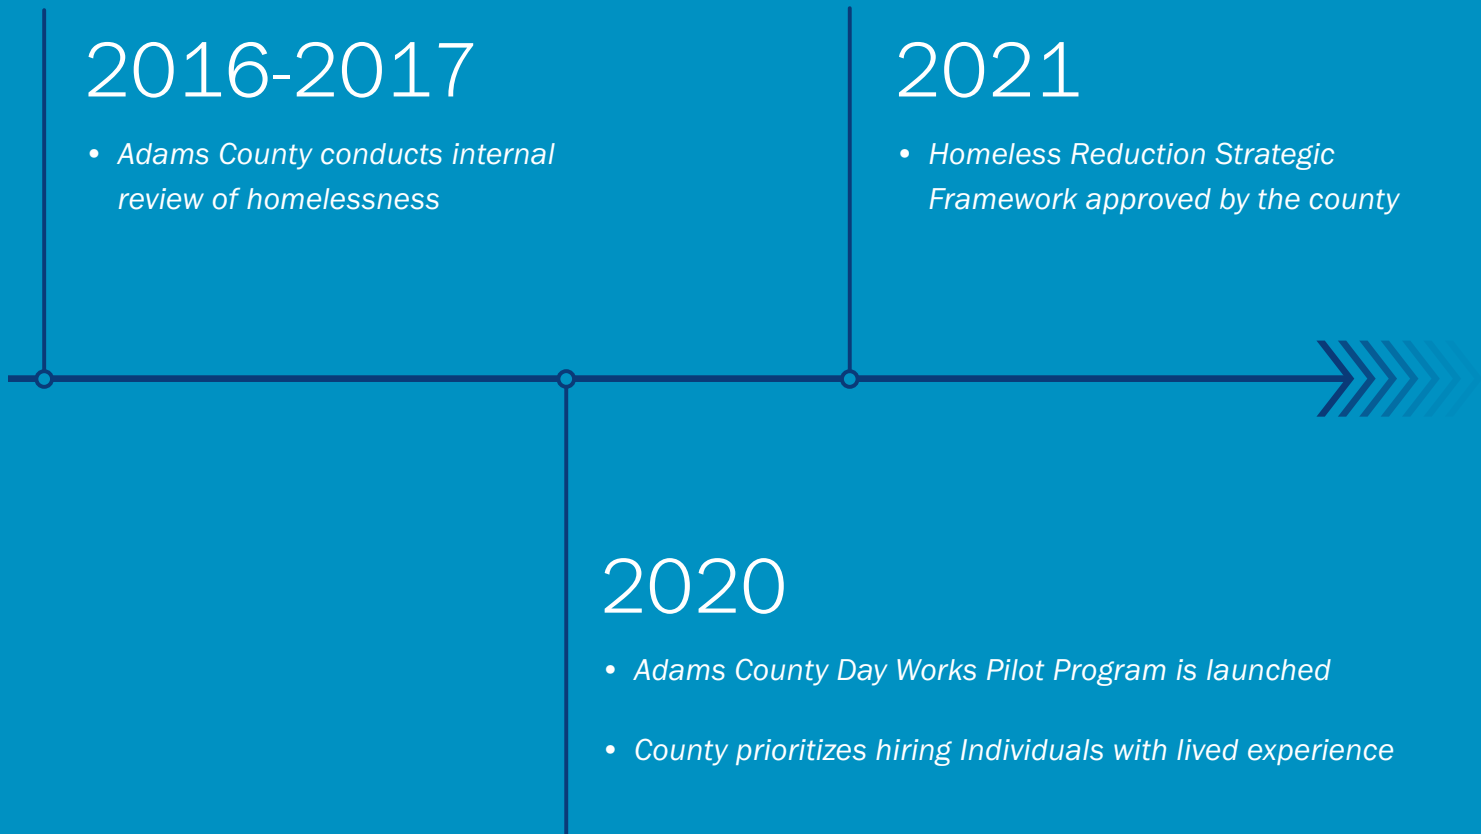 2016-2017
• Adams County conducts internal
review of homelessness
2021
• Homeless Reduction Strategic
Framework approved by the county
2020
• Adams County Day Works Pilot Program is launched
• County prioritizes hiring Individuals with lived experience